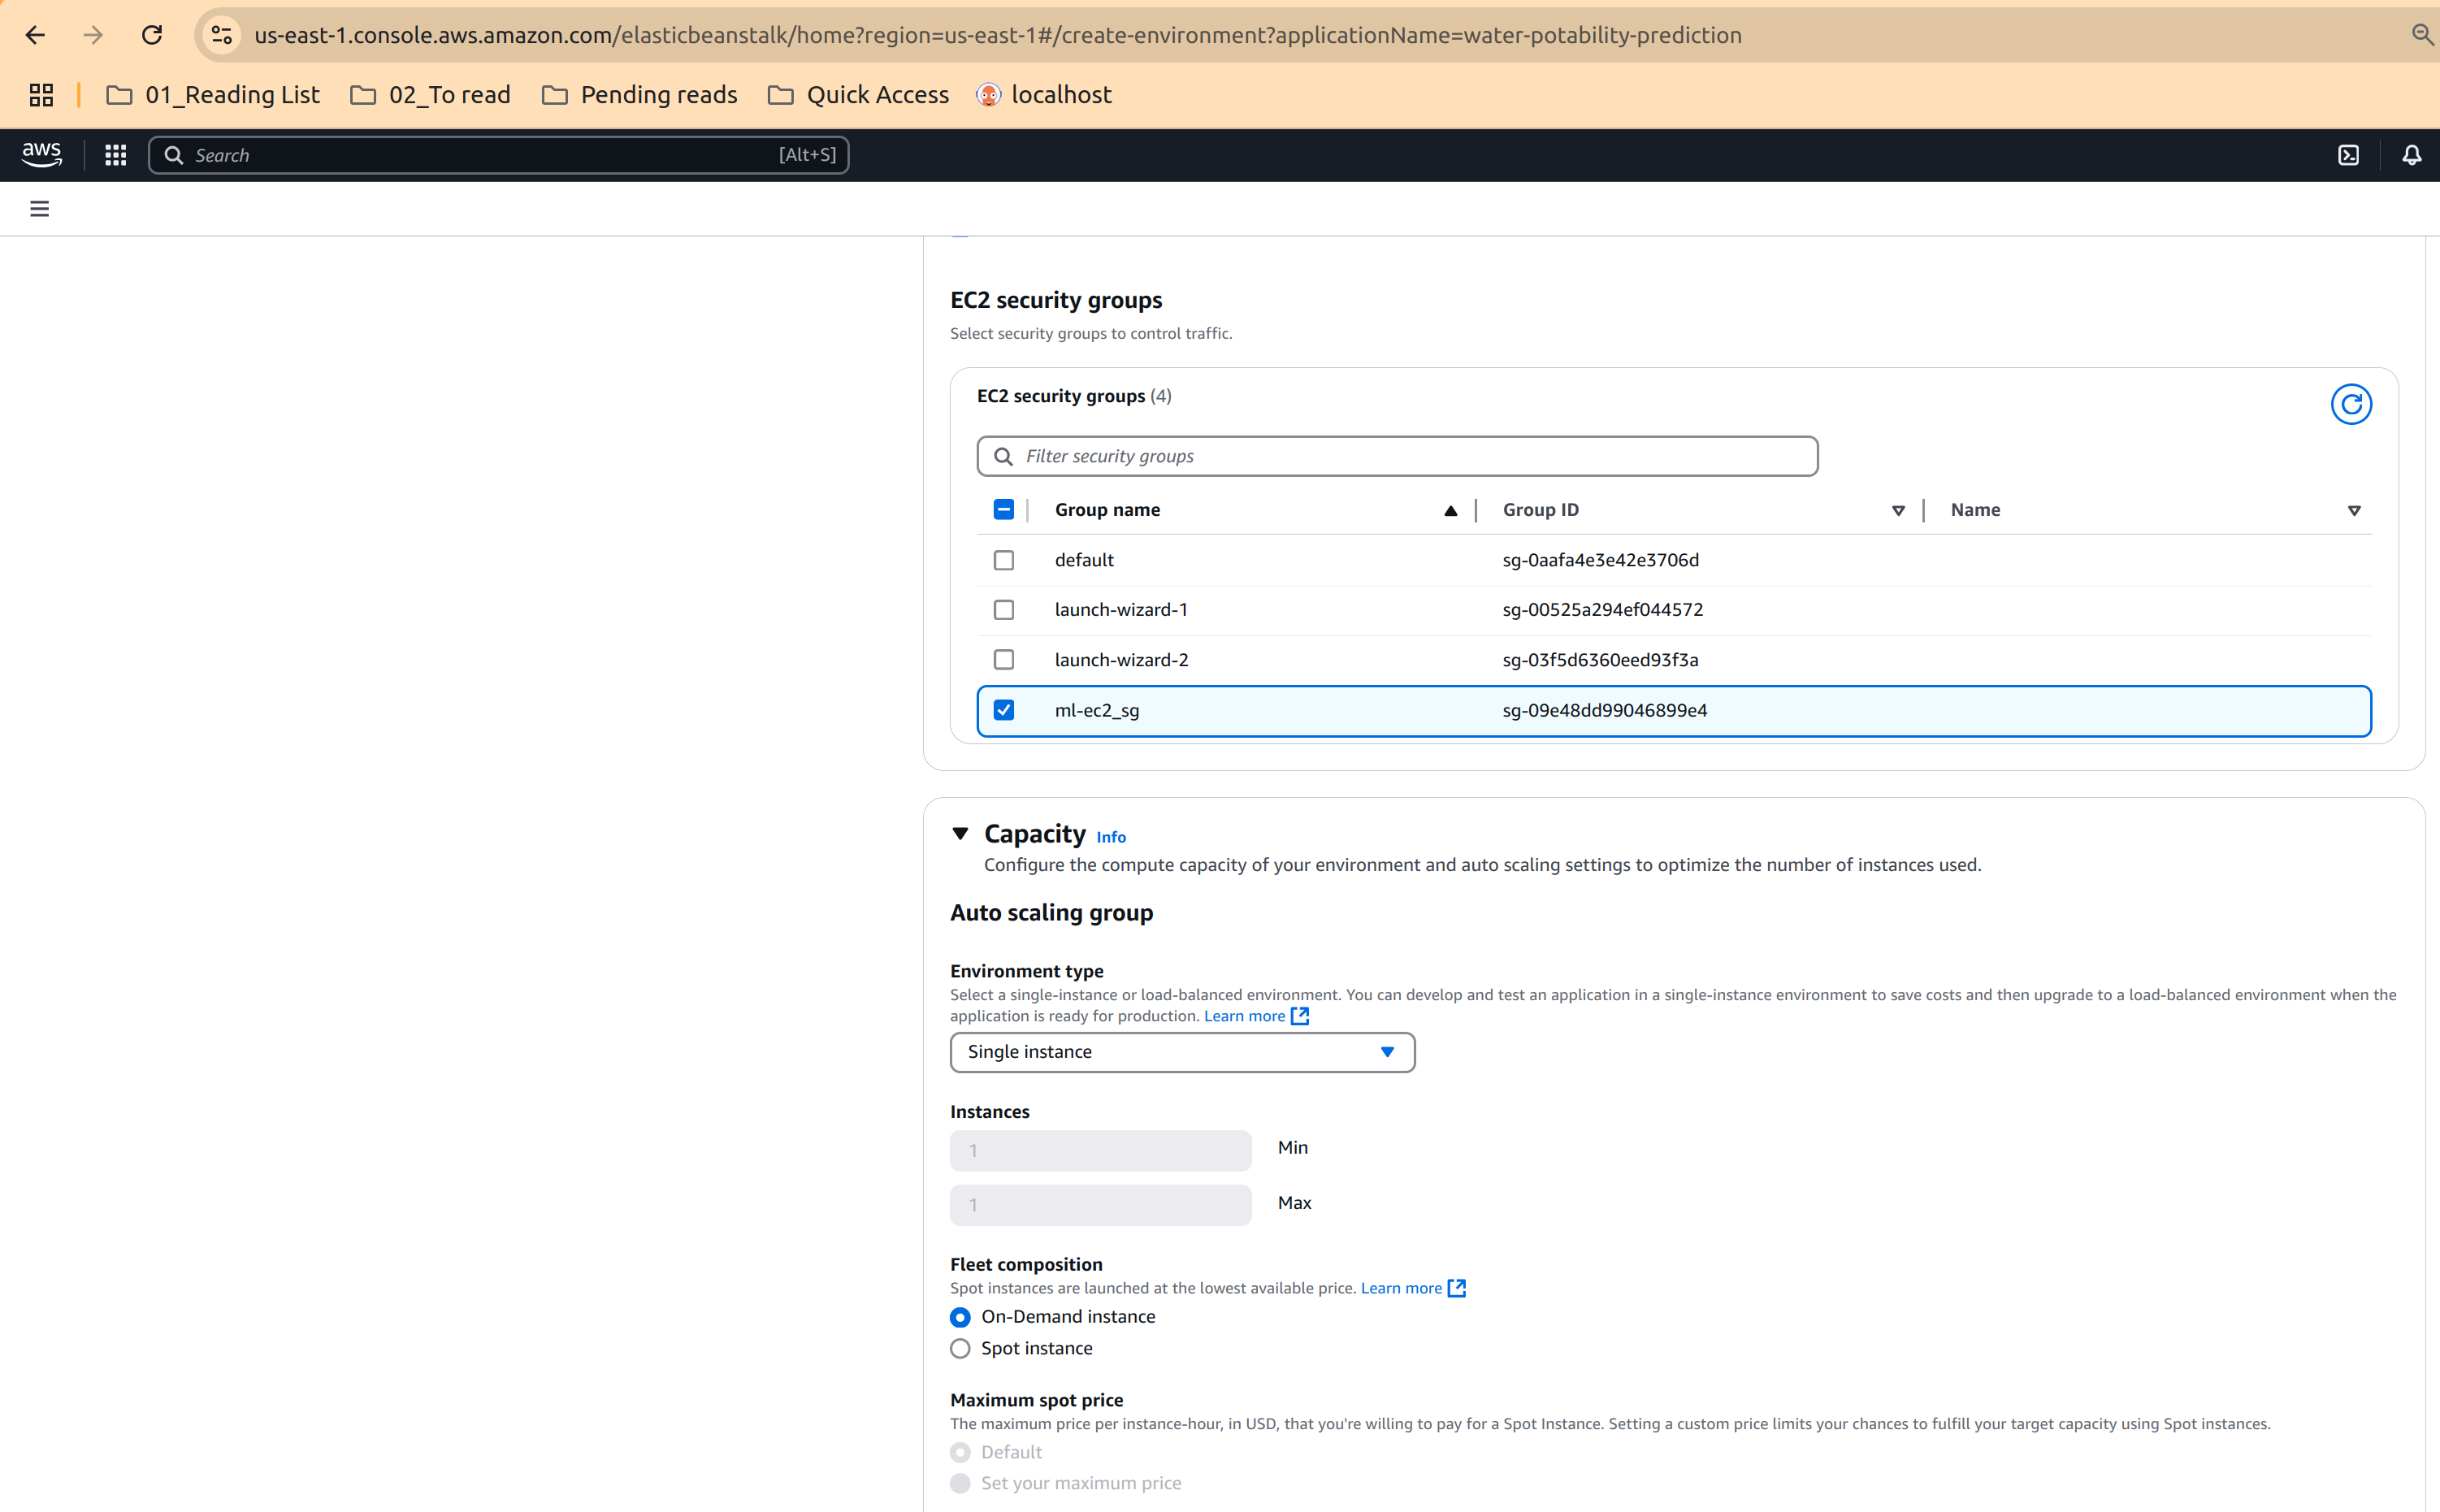 us-east-1.console.aws.amazon.com/elasticbeanstalk/home?region=us-east-1#/create-environment?applicationName=water-potability-prediction
01_Reading List 02_To read Pending reads Quick Access localhost
aws Search [Alt+S]
EC2 security groups
Select security groups to control traffic.
EC2 security groups (4)
Filter security groups
Group name Group ID Name
default sg-0aafa4e3e42e3706d
launch-wizard-1 sg-00525a294ef044572
launch-wizard-2 sg-03f5d6360eed93f3a
ml-ec2_sg sg-09e48dd99046899e4
Capacity Info
Configure the compute capacity of your environment and auto scaling settings to optimize the number of instances used.
Auto scaling group
Environment type
Select a single-instance or load-balanced environment. You can develop and test an application in a single-instance environment to save costs and then upgrade to a load-balanced environment when the
application is ready for production. Learn more
Single instance
Instances
1 Min
1 Max
Fleet composition
Spot instances are launched at the lowest available price. Learn more
On-Demand instance
Spot instance
Maximum spot price
The maximum price per instance-hour, in USD, that you're willing to pay for a Spot Instance. Setting a custom price limits your chances to fulfill your target capacity using Spot instances.
Default
Set your maximum price